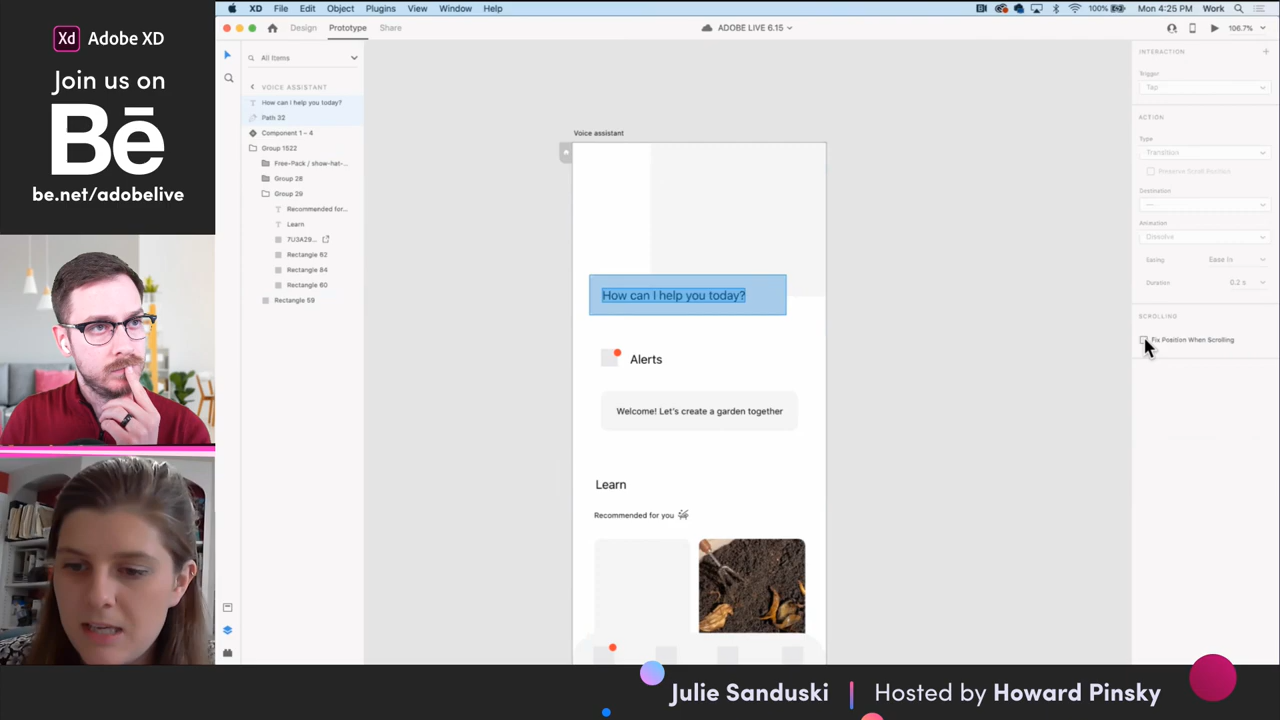 Xd Adobe XD
Join us on
Bē
be.net/adobelive
XD File Edit Object Plugins View Window Help
100% Mon 4:25 PM Work
Design Prototype Share
ADOBE LIVE 6.15
106.7%
All Items
VOICE ASSISTANT
How can I help you today?
Path 32
Component 1 – 4
Group 1522
Free-Pack / show-hat-...
Group 28
Group 29
Recommended for...
Learn
7U3A29...
Rectangle 62
Rectangle 84
Rectangle 60
Rectangle 59
Voice assistant
How can I help you today?
Alerts
Welcome! Let's create a garden together
Learn
Recommended for you
INTERACTION
Trigger
Tap
ACTION
Type
Transition
Preserve Scroll Position
Destination
—
Animation
Dissolve
Easing Ease In
Duration 0.2 s
SCROLLING
Fix Position When Scrolling
Julie Sanduski | Hosted by Howard Pinsky